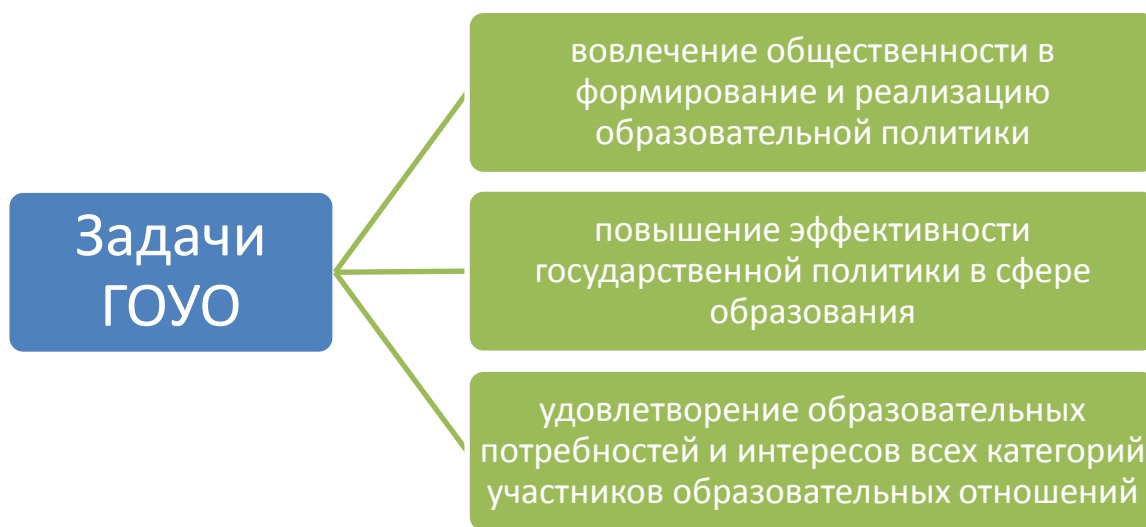 Задачи
ГОУО
вовлечение общественности в
формирование и реализацию
образовательной политики
повышение эффективности
государственной политики в сфере
образования
удовлетворение образовательных
потребностей и интересов всех категорий
участников образовательных отношений